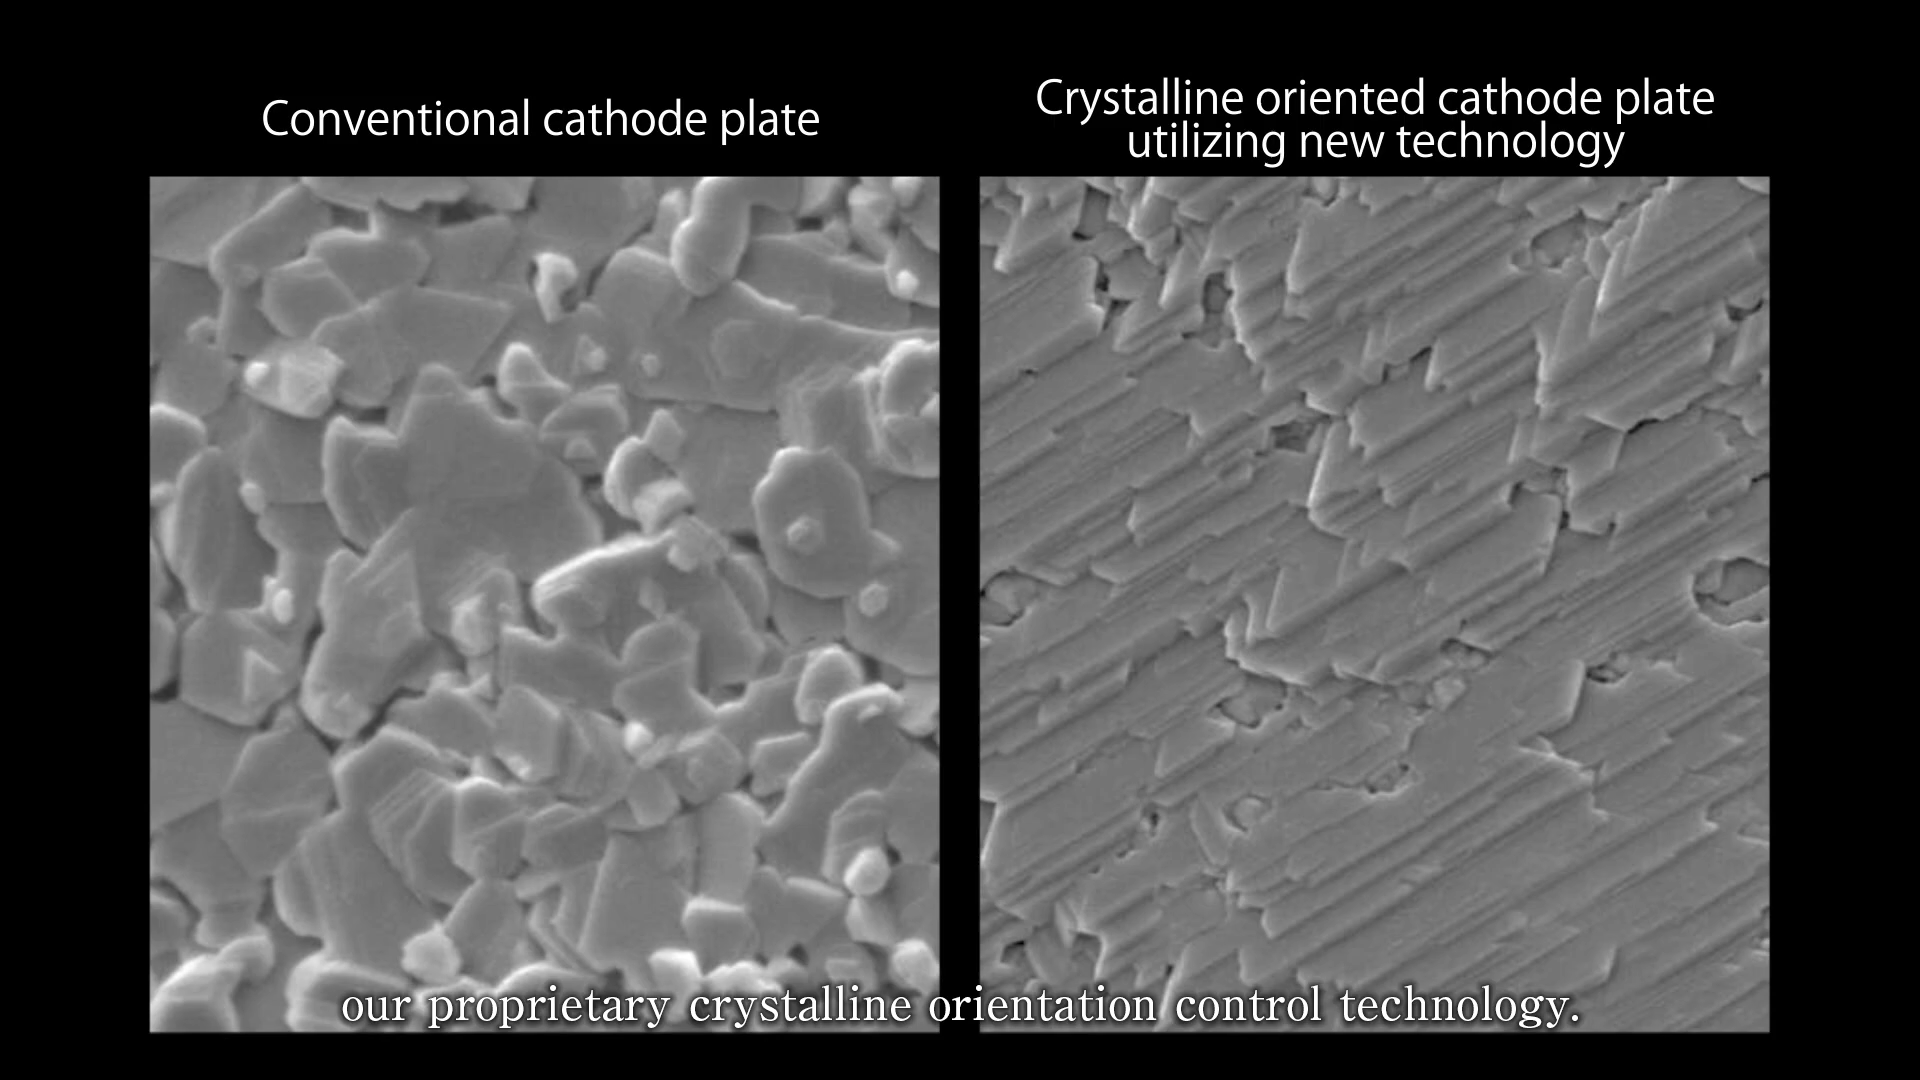 Conventional cathode plate
Crystalline oriented cathode plate
utilizing new technology
our proprietary crystalline orientation control technology.